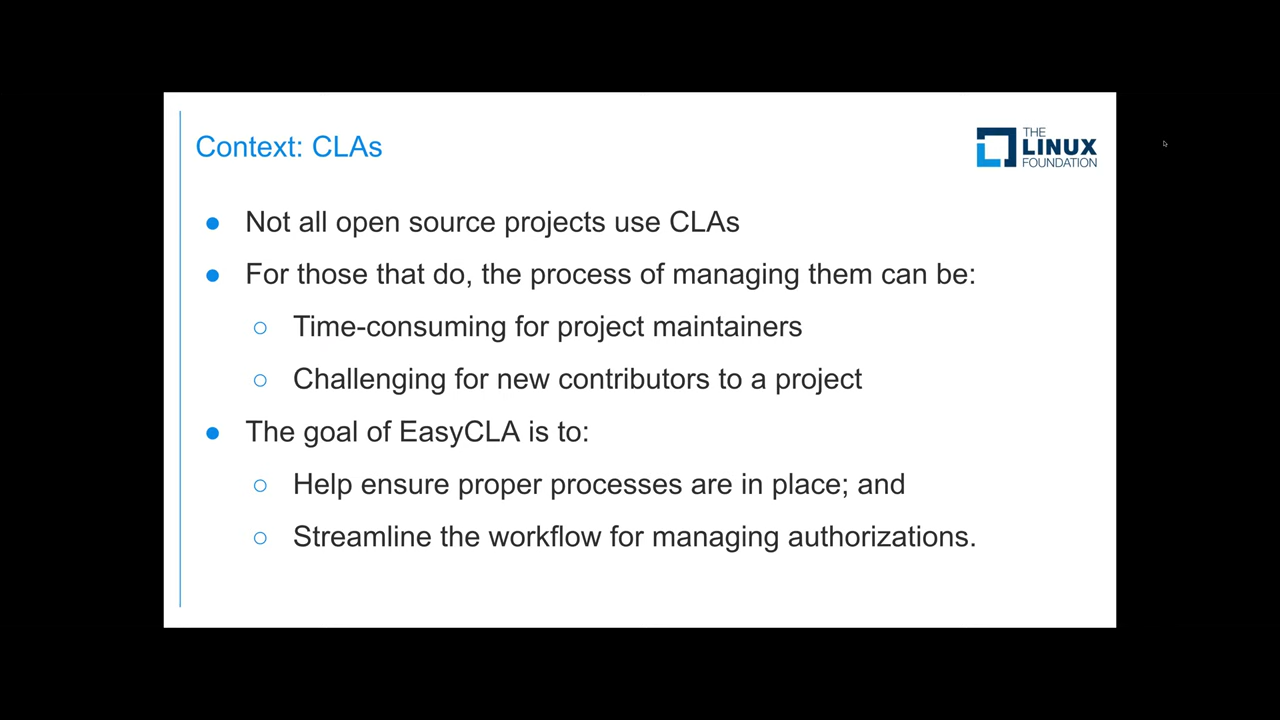 Context: CLAs
THE
LINUX
FOUNDATION
● Not all open source projects use CLAs
● For those that do, the process of managing them can be:
○ Time-consuming for project maintainers
○ Challenging for new contributors to a project
● The goal of EasyCLA is to:
○ Help ensure proper processes are in place; and
○ Streamline the workflow for managing authorizations.